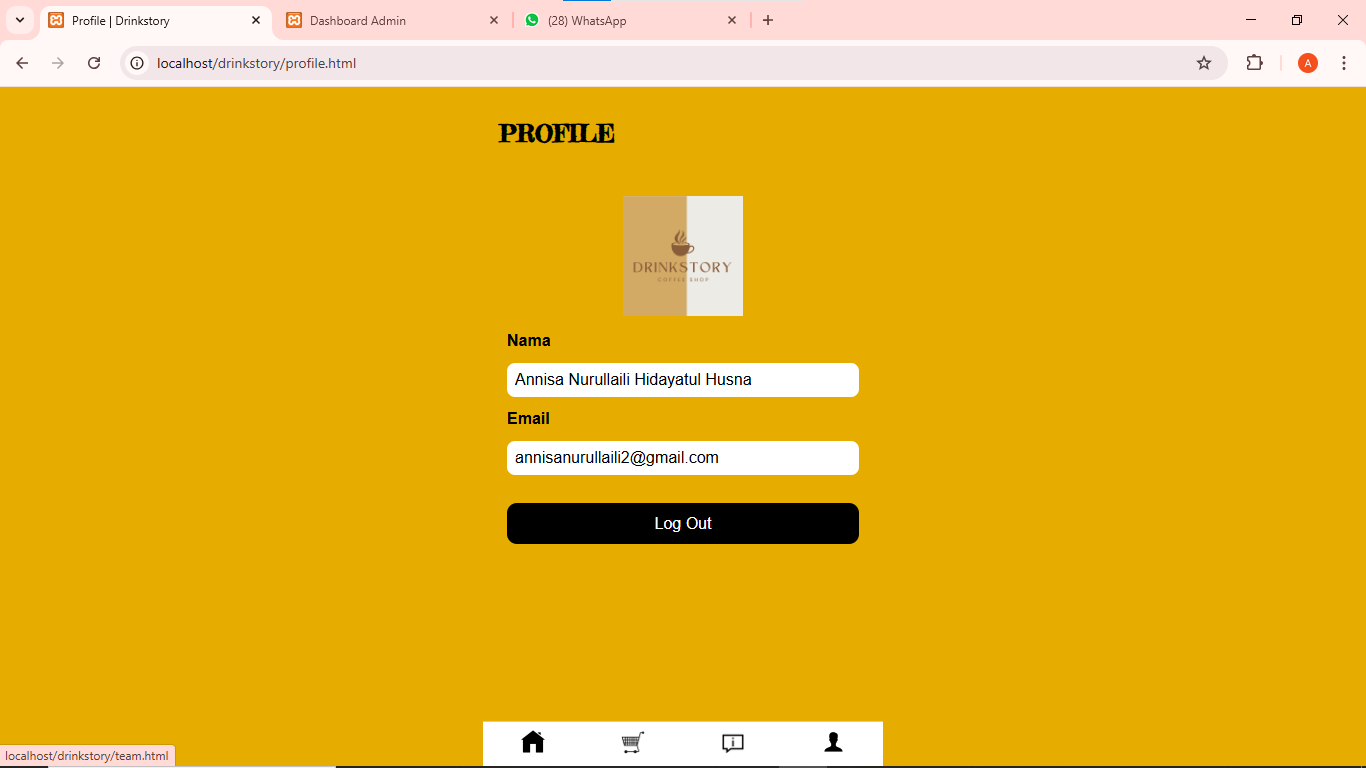 Profile | Drinkstory
Dashboard Admin
(28) WhatsApp
localhost/drinkstory/profile.html
A
PROFILE
DRINKSTORY
COFFEE SHOP
Nama
Annisa Nurullaili Hidayatul Husna
Email
annisanurullaili2@gmail.com
Log Out
localhost/drinkstory/team.html